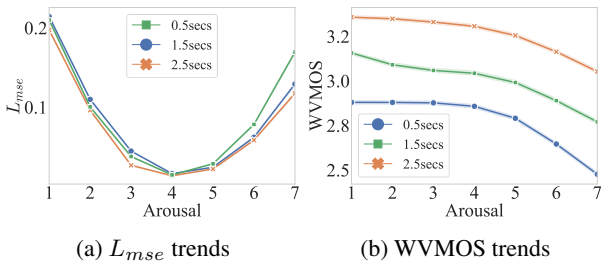 0.2
0.1
L_mse
0.5secs
1.5secs
2.5secs
1 2 3 4 5 6 7
Arousal
(a) L_mse trends
3.2
3.0
2.8
2.5
WVMOS
0.5secs
1.5secs
2.5secs
1 2 3 4 5 6 7
Arousal
(b) WVMOS trends